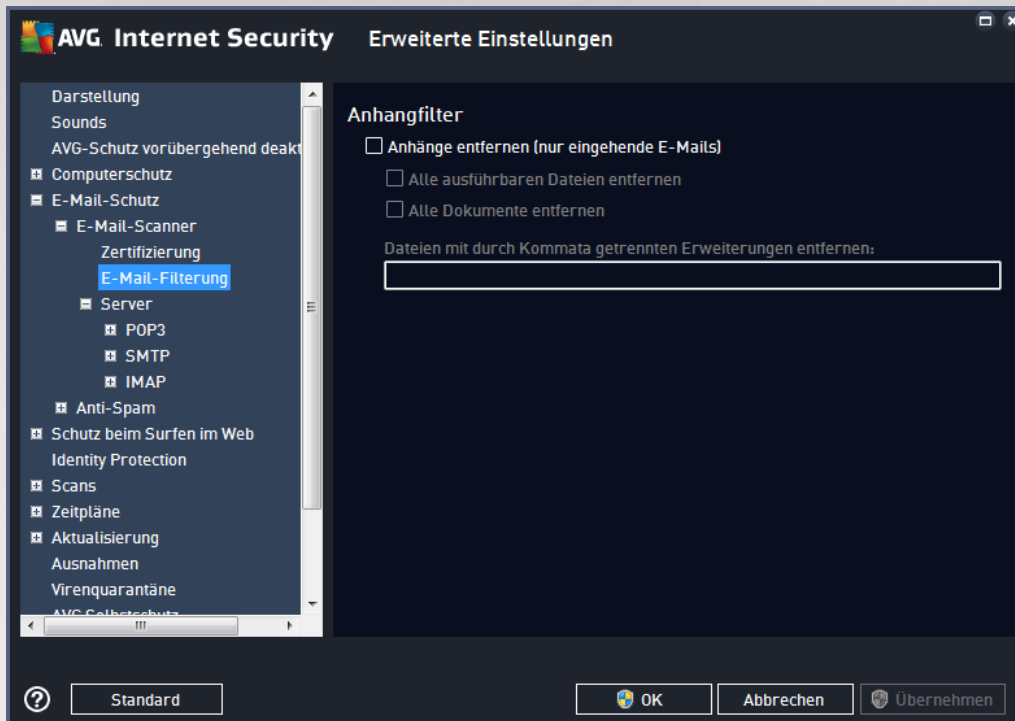 AVG Internet Security Erweiterte Einstellungen
Darstellung
Sounds
AVG-Schutz vorübergehend deakt
Computerschutz
E-Mail-Schutz
E-Mail-Scanner
Zertifizierung
E-Mail-Filterung
Server
POP3
SMTP
IMAP
Anti-Spam
Schutz beim Surfen im Web
Identity Protection
Scans
Zeitpläne
Aktualisierung
Ausnahmen
Virenquarantäne
AVG Selbstschutz
Anhangfilter
Anhänge entfernen (nur eingehende E-Mails)
Alle ausführbaren Dateien entfernen
Alle Dokumente entfernen
Dateien mit durch Kommata getrennten Erweiterungen entfernen:
? Standard OK Abbrechen Übernehmen